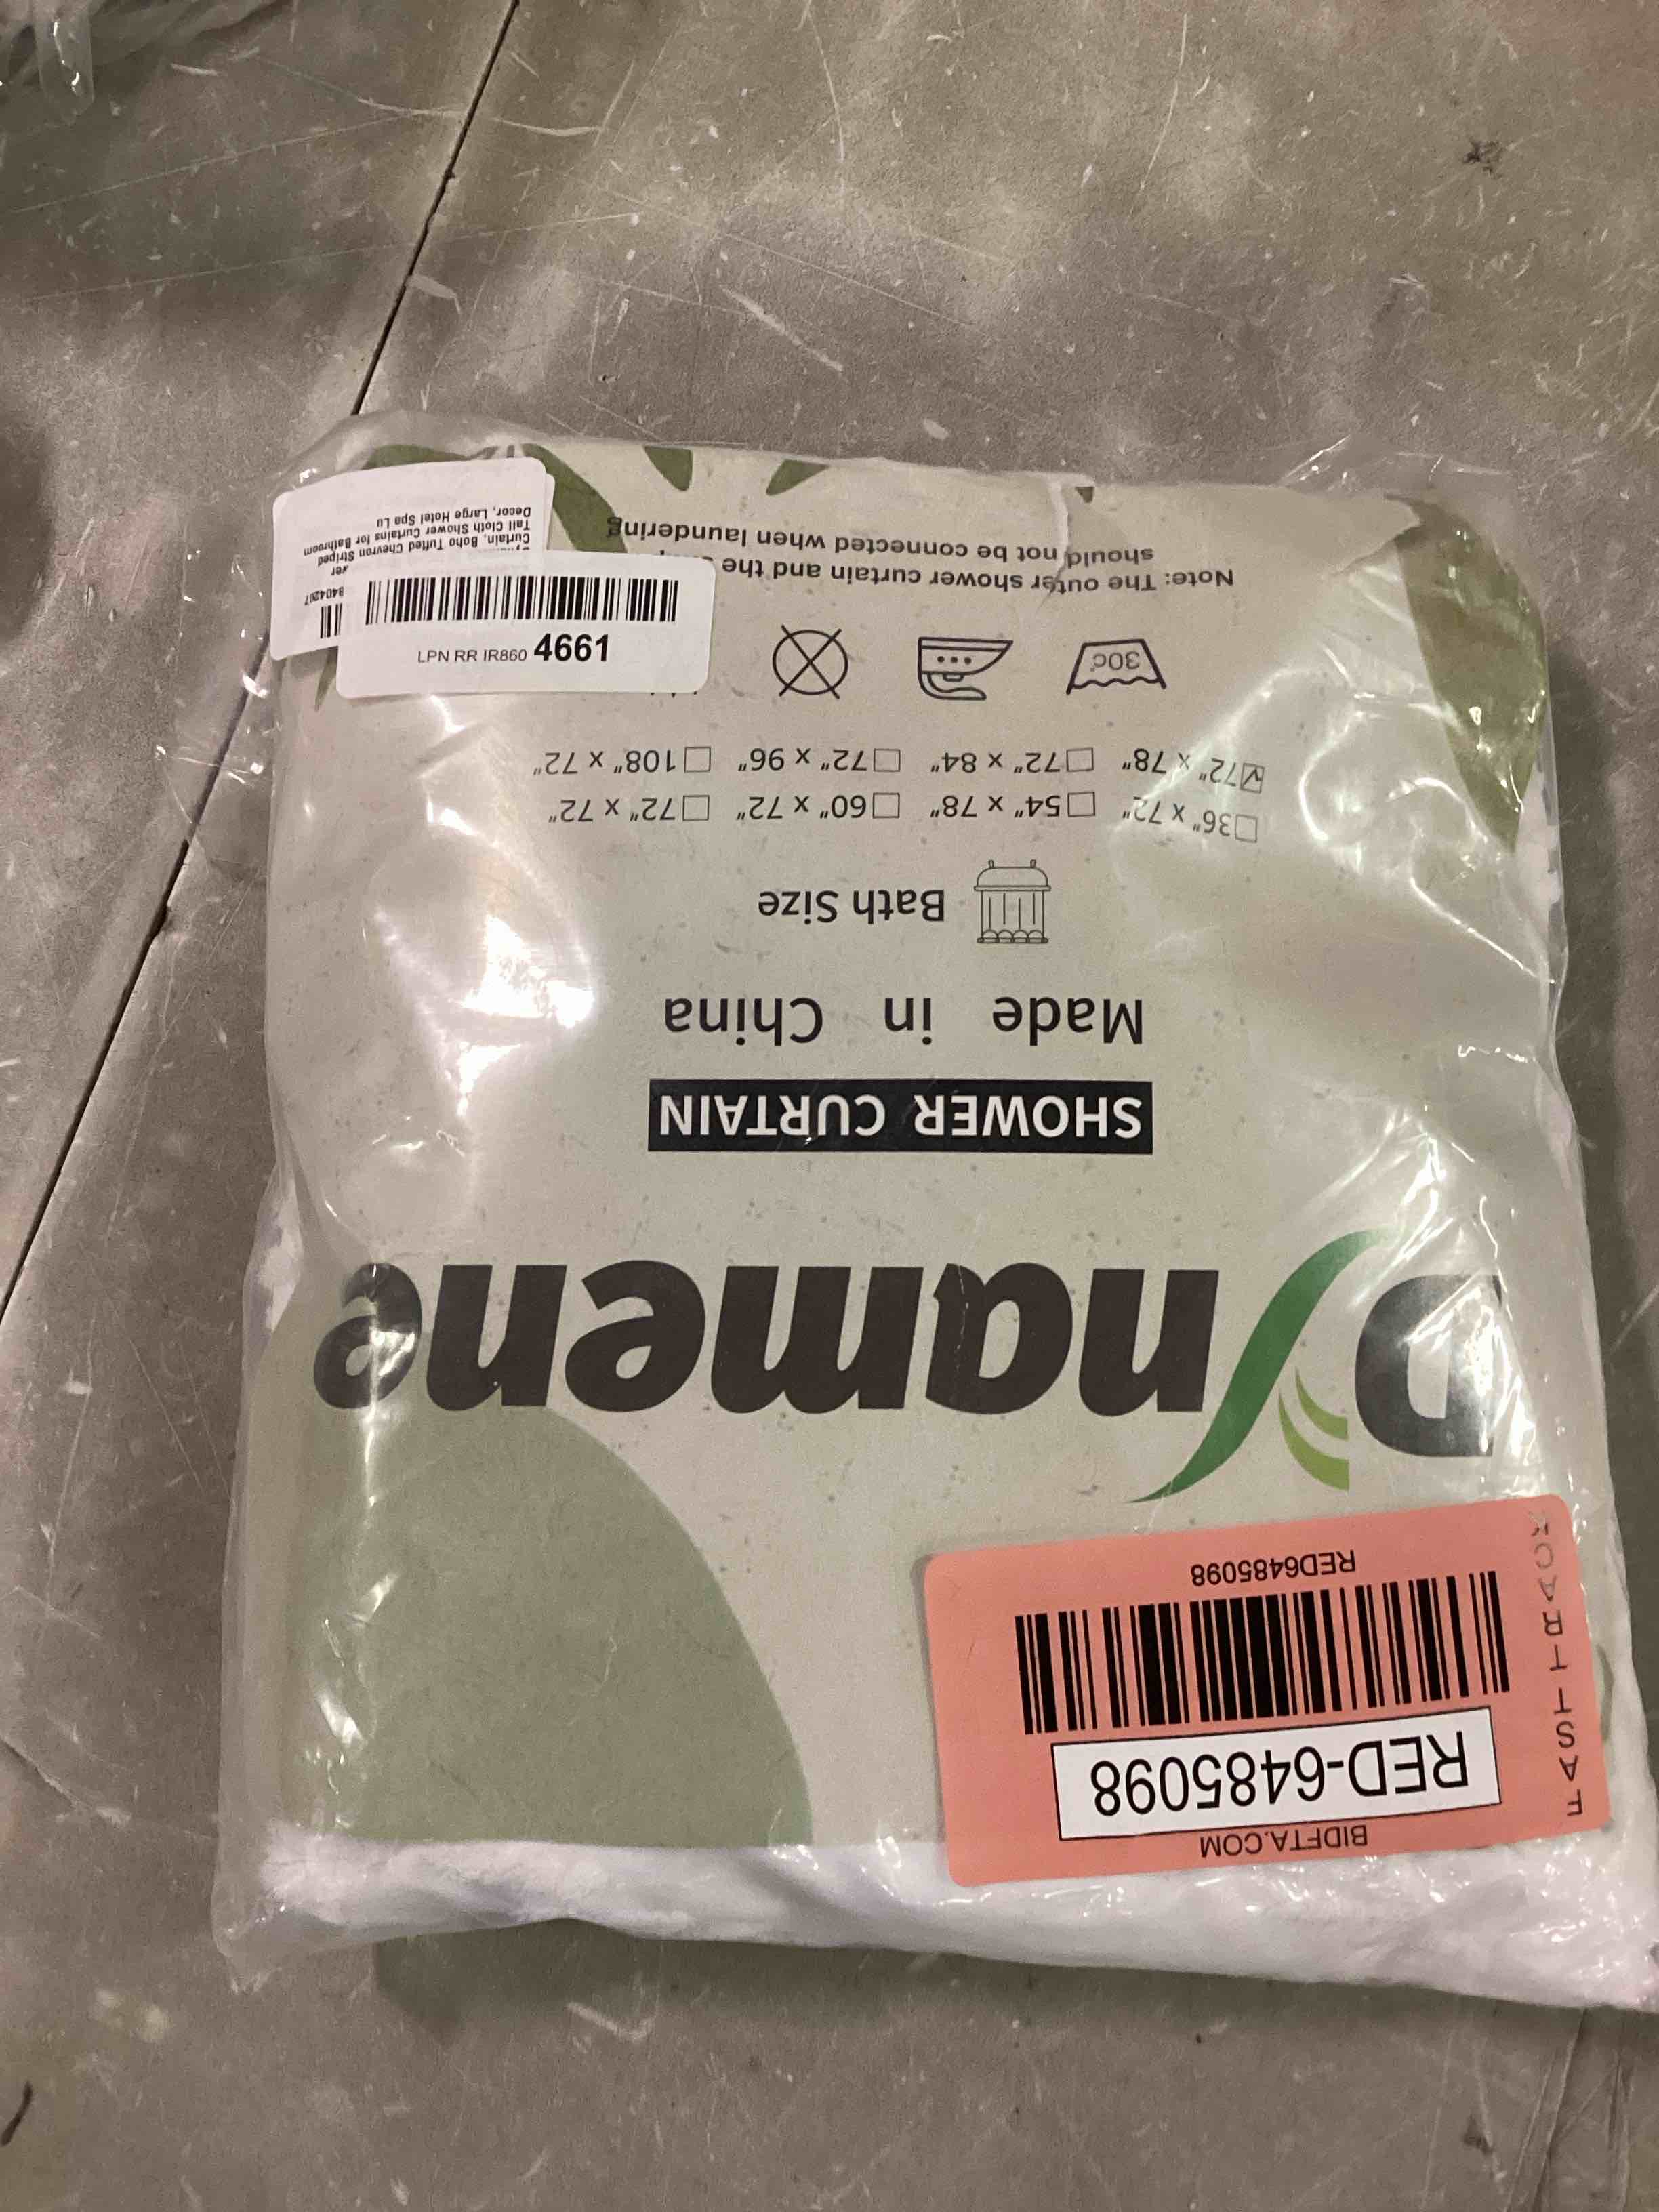 BIDFTA.COM
RED-6485098
RED6485098
Dynamene
SHOWER CURTAIN
Made in China
Bath Size
36" x 72" 54" x 78" 60" x 72" 72" x 72"
72" x 78" 72" x 84" 72" x 96" 108" x 72"
30c
Note: The outer shower curtain and the
should not be connected when laundering
LPN RR IR860 4661
8404207
Curtain, Boho Tufted Chevron Striped
Tall Cloth Shower Curtains for Bathroom
Decor, Large Hotel Spa Lu